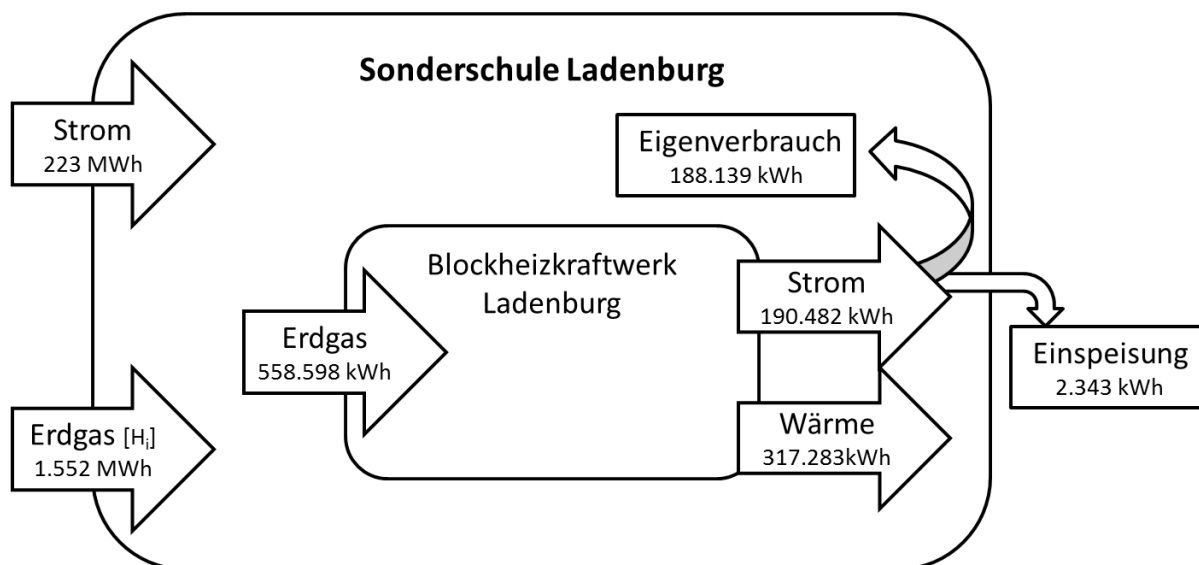 Sonderschule Ladenburg
Strom
223 MWh
Eigenverbrauch
188.139 kWh
Blockheizkraftwerk
Ladenburg
Strom
190.482 kWh
Erdgas
558.598 kWh
Einspeisung
2.343 kWh
Erdgas [Hi]
1.552 MWh
Wärme
317.283kWh